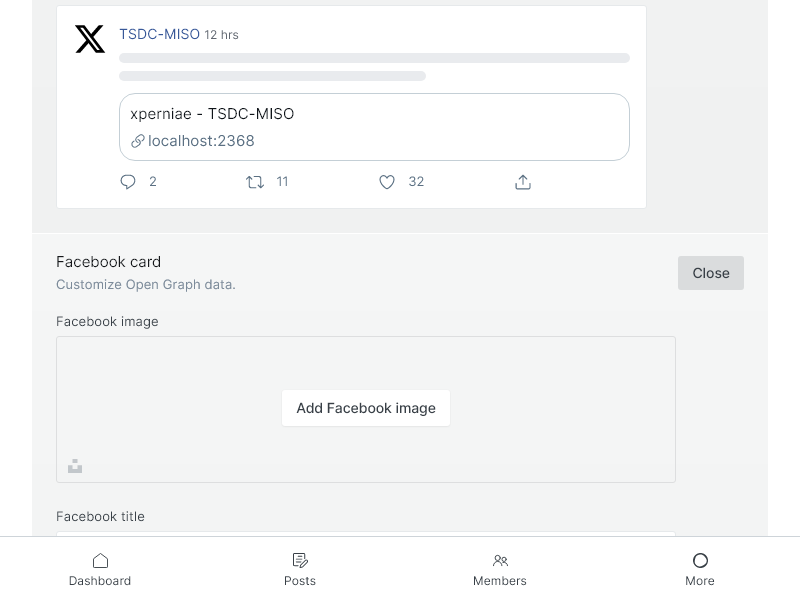 TSDC-MISO 12 hrs
xperniae - TSDC-MISO
localhost:2368
2 11 32
Facebook card
Close
Customize Open Graph data.
Facebook image
Add Facebook image
Facebook title
Dashboard Posts Members More